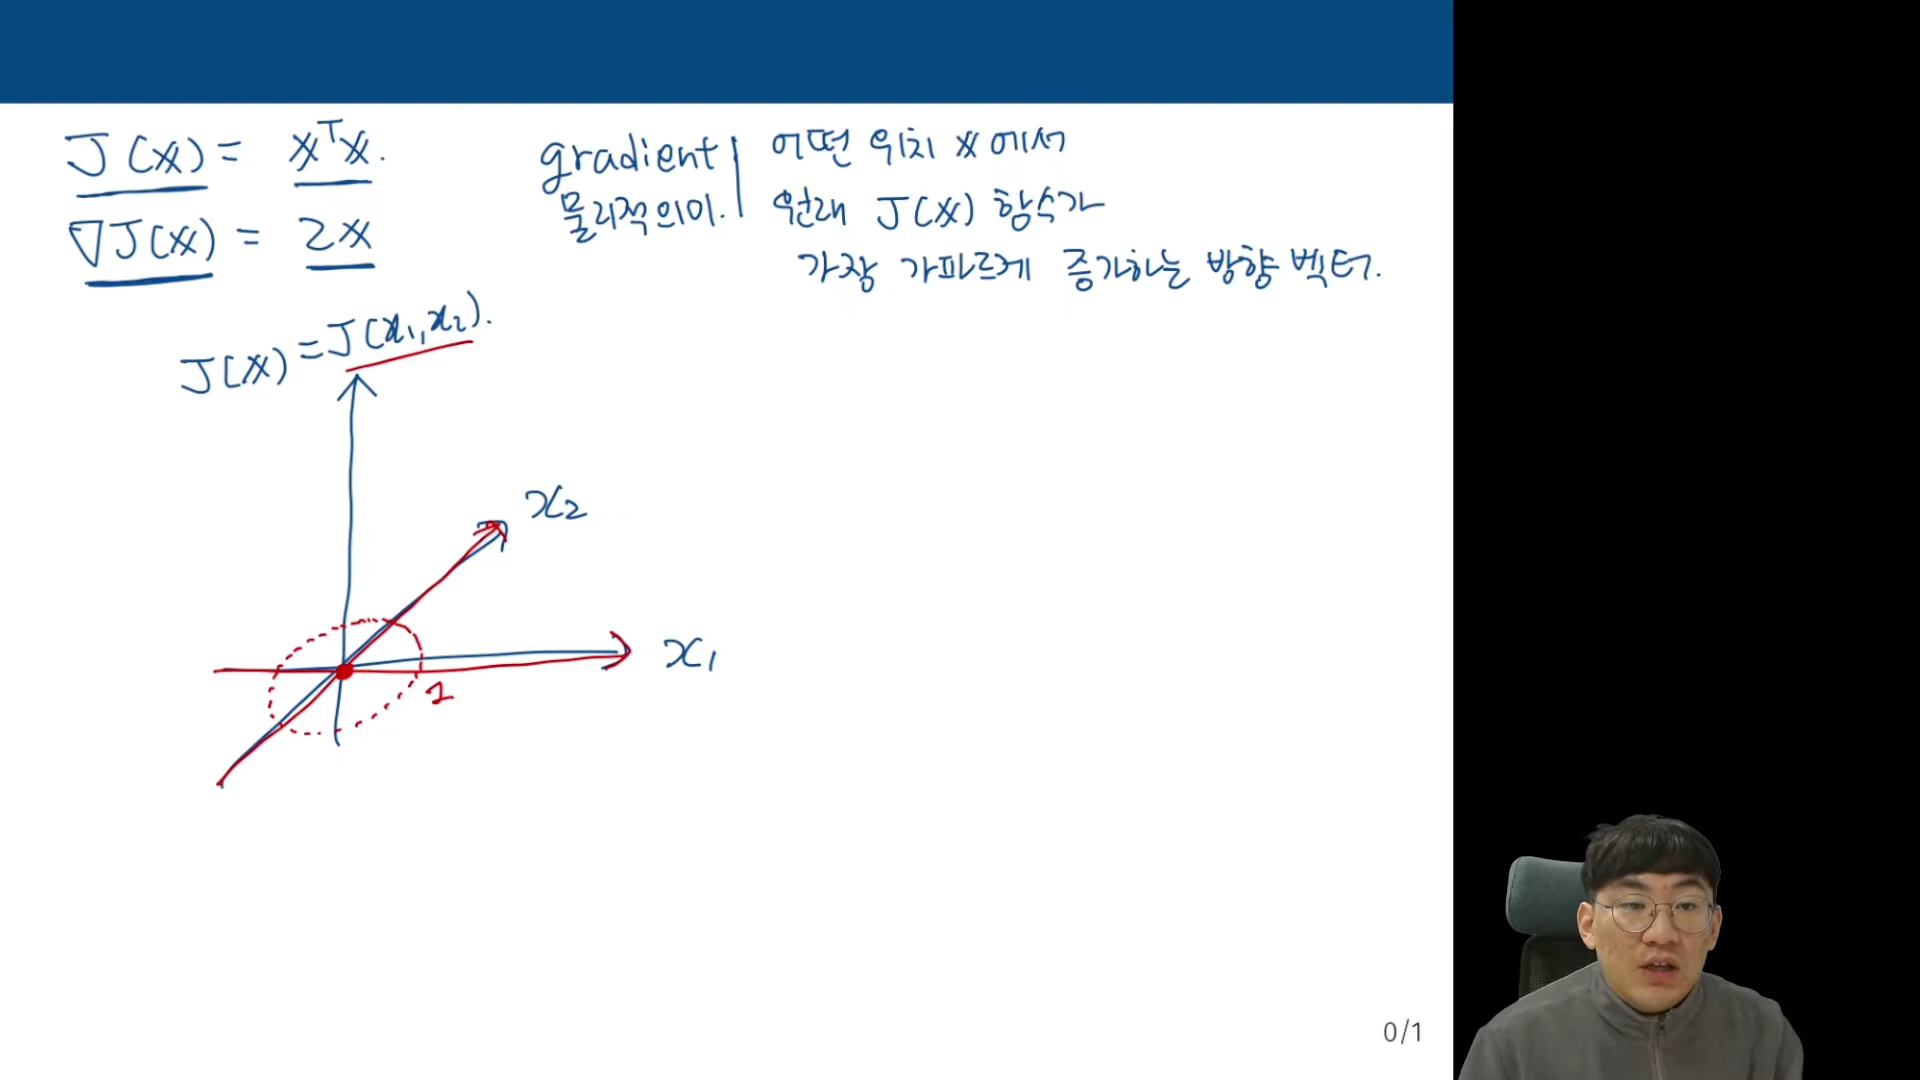 J(x) = xᵀx.
∇J(x) = 2x
gradient
물리적의미.
어떤 위치 x 에서
원래 J(x) 함수가
가장 가파르게 증가하는 방향 벡터.
J(x) = J(x₁,x₂).
x₂
x₁
1
0/1